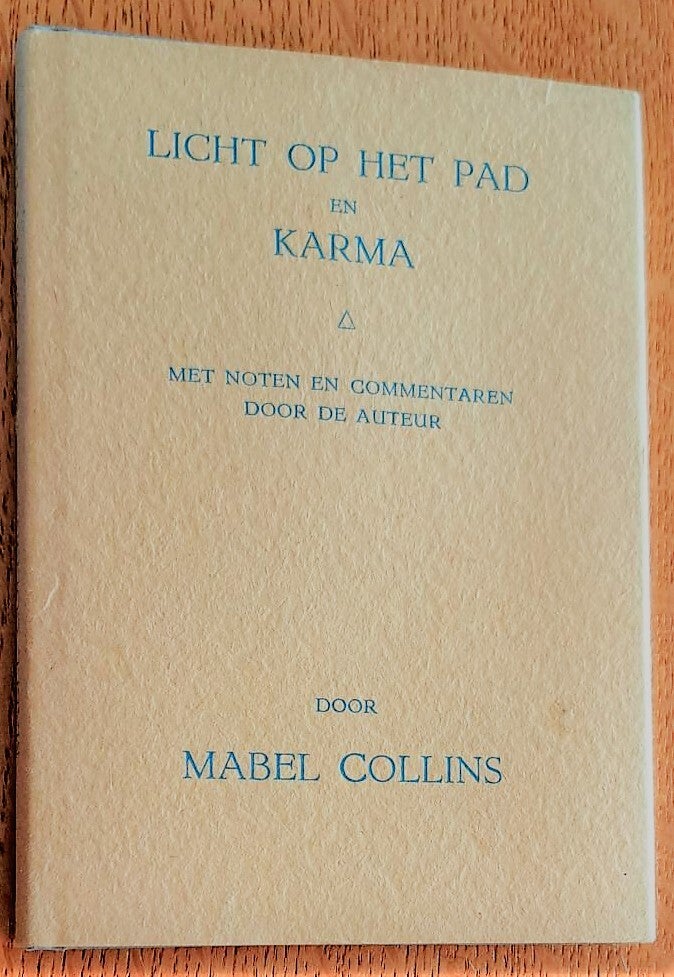 LICHT OP HET PAD
EN
KARMA
MET NOTEN EN COMMENTAREN
DOOR DE AUTEUR
DOOR
MABEL COLLINS